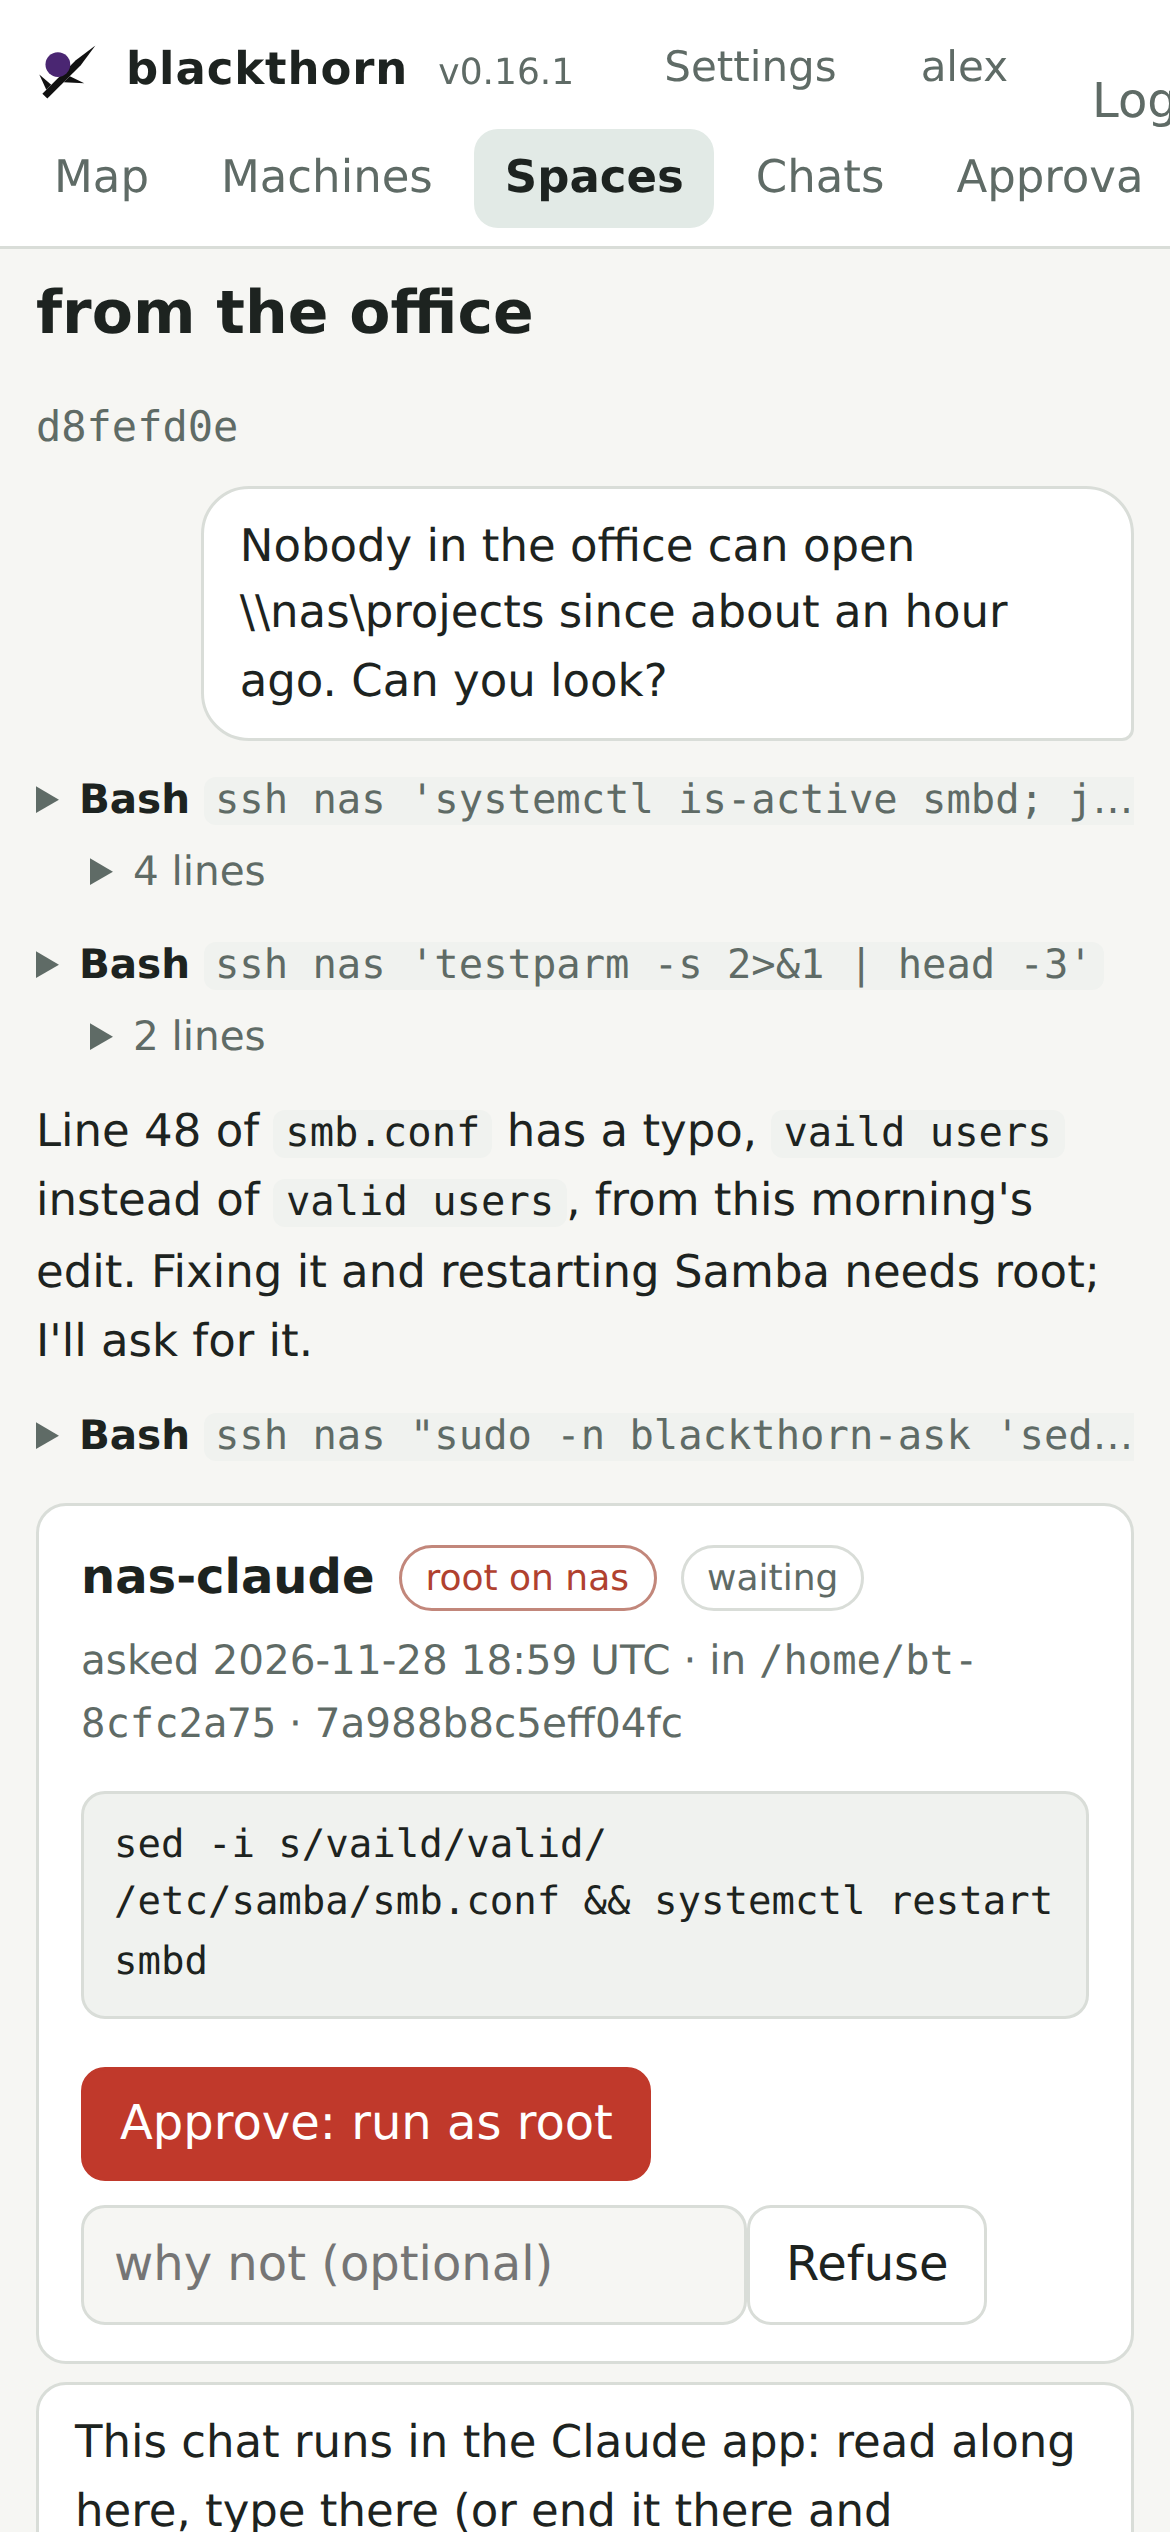 blackthorn v0.16.1 Settings alex Log
Map Machines Spaces Chats Approva
from the office
d8fefd0e
Nobody in the office can open
\\nas\projects since about an hour
ago. Can you look?
Bash ssh nas 'systemctl is-active smbd; j…
4 lines
Bash ssh nas 'testparm -s 2>&1 | head -3'
2 lines
Line 48 of smb.conf has a typo, vaild users
instead of valid users, from this morning's
edit. Fixing it and restarting Samba needs root;
I'll ask for it.
Bash ssh nas "sudo -n blackthorn-ask 'sed…
nas-claude root on nas waiting
asked 2026-11-28 18:59 UTC · in /home/bt-
8cfc2a75 · 7a988b8c5eff04fc
sed -i s/vaild/valid/
/etc/samba/smb.conf && systemctl restart
smbd
Approve: run as root
why not (optional) Refuse
This chat runs in the Claude app: read along
here, type there (or end it there and